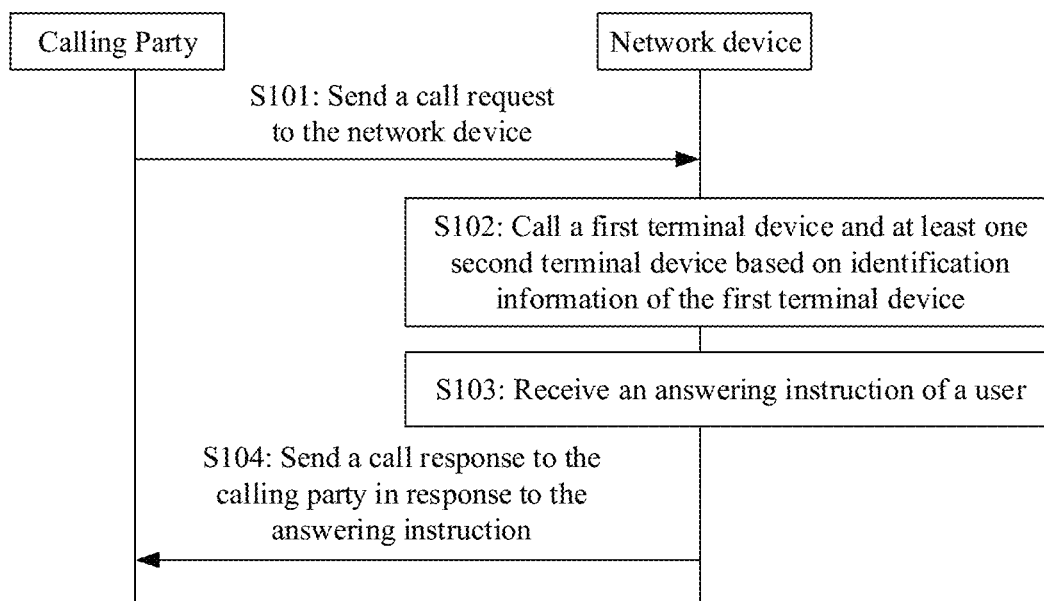 Calling Party
Network device
S101: Send a call request
to the network device
S102: Call a first terminal device and at least one
second terminal device based on identification
information of the first terminal device
S103: Receive an answering instruction of a user
S104: Send a call response to the
calling party in response to the
answering instruction